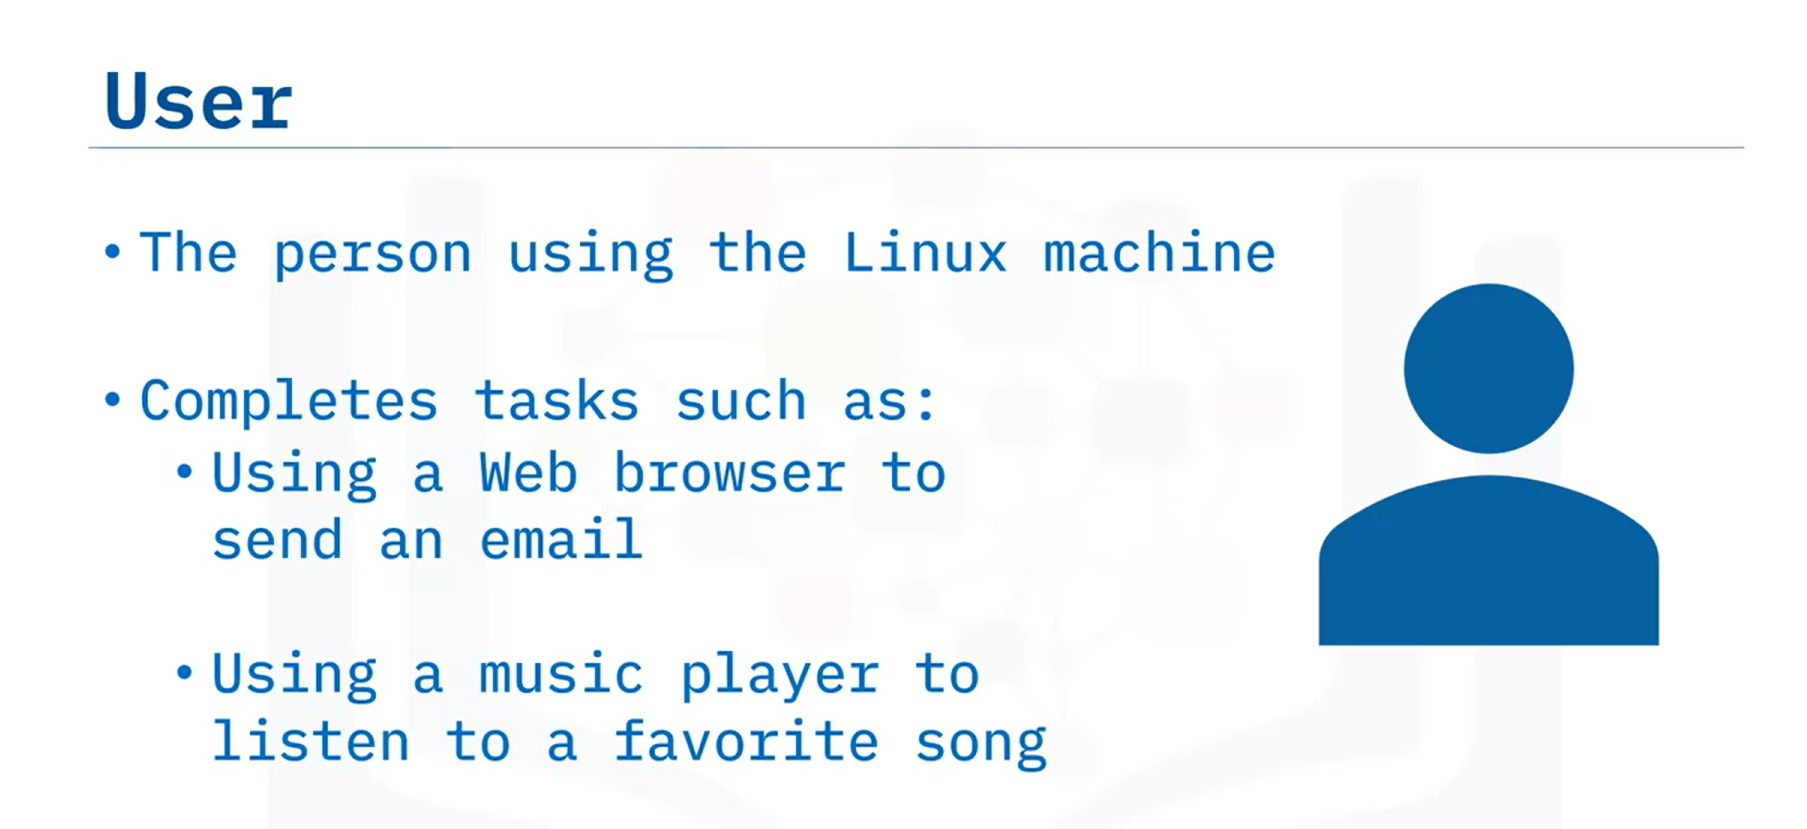 User
• The person using the Linux machine
• Completes tasks such as:
• Using a Web browser to
send an email
• Using a music player to
listen to a favorite song